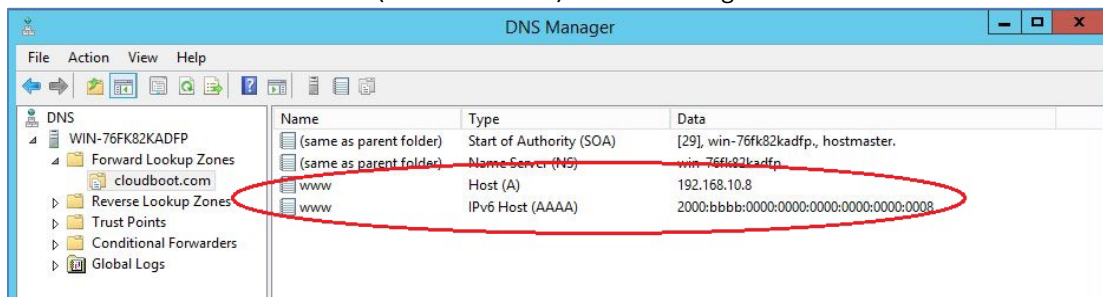 DNS Manager
File Action View Help
DNS
WIN-76FK82KADFP
Forward Lookup Zones
cloudboot.com
Reverse Lookup Zones
Trust Points
Conditional Forwarders
Global Logs
Name Type Data
(same as parent folder) Start of Authority (SOA) [29], win-76fk82kadfp., hostmaster.
(same as parent folder) Name Server (NS) win-76fk82kadfp.
www Host (A) 192.168.10.8
www IPv6 Host (AAAA) 2000:bbbb:0000:0000:0000:0000:0000:0008